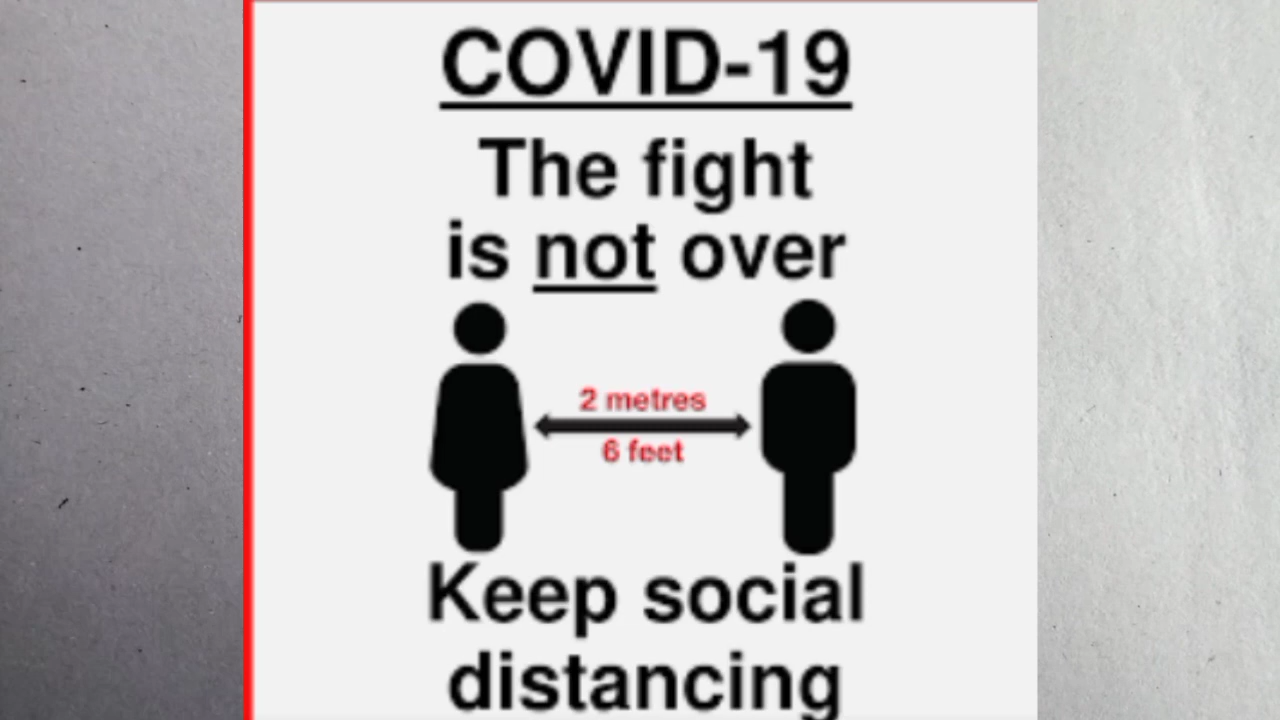 COVID-19
The fight
is not over
2 metres
6 feet
Keep social
distancing